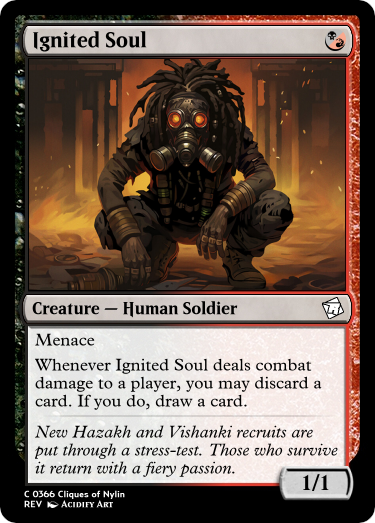 Ignited Soul
Creature — Human Soldier
Menace
Whenever Ignited Soul deals combat
damage to a player, you may discard a
card. If you do, draw a card.
New Hazakh and Vishanki recruits are
put through a stress-test. Those who survive
it return with a fiery passion.
1/1
C 0366 Cliques of Nylin
REV Acidify Art